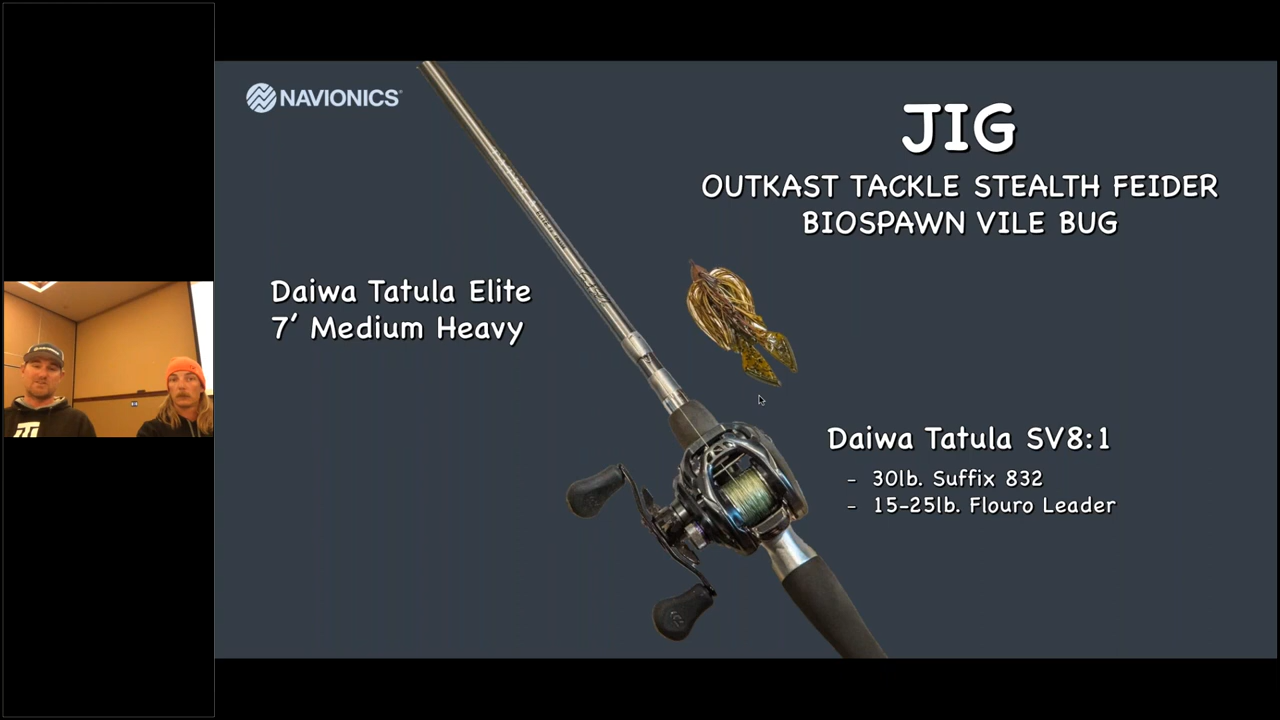 NAVIONICS
JIG
OUTKAST TACKLE STEALTH FEIDER
BIOSPAWN VILE BUG
Daiwa Tatula Elite
7' Medium Heavy
Daiwa Tatula SV8:1
- 30lb. Suffix 832
- 15-25lb. Flouro Leader